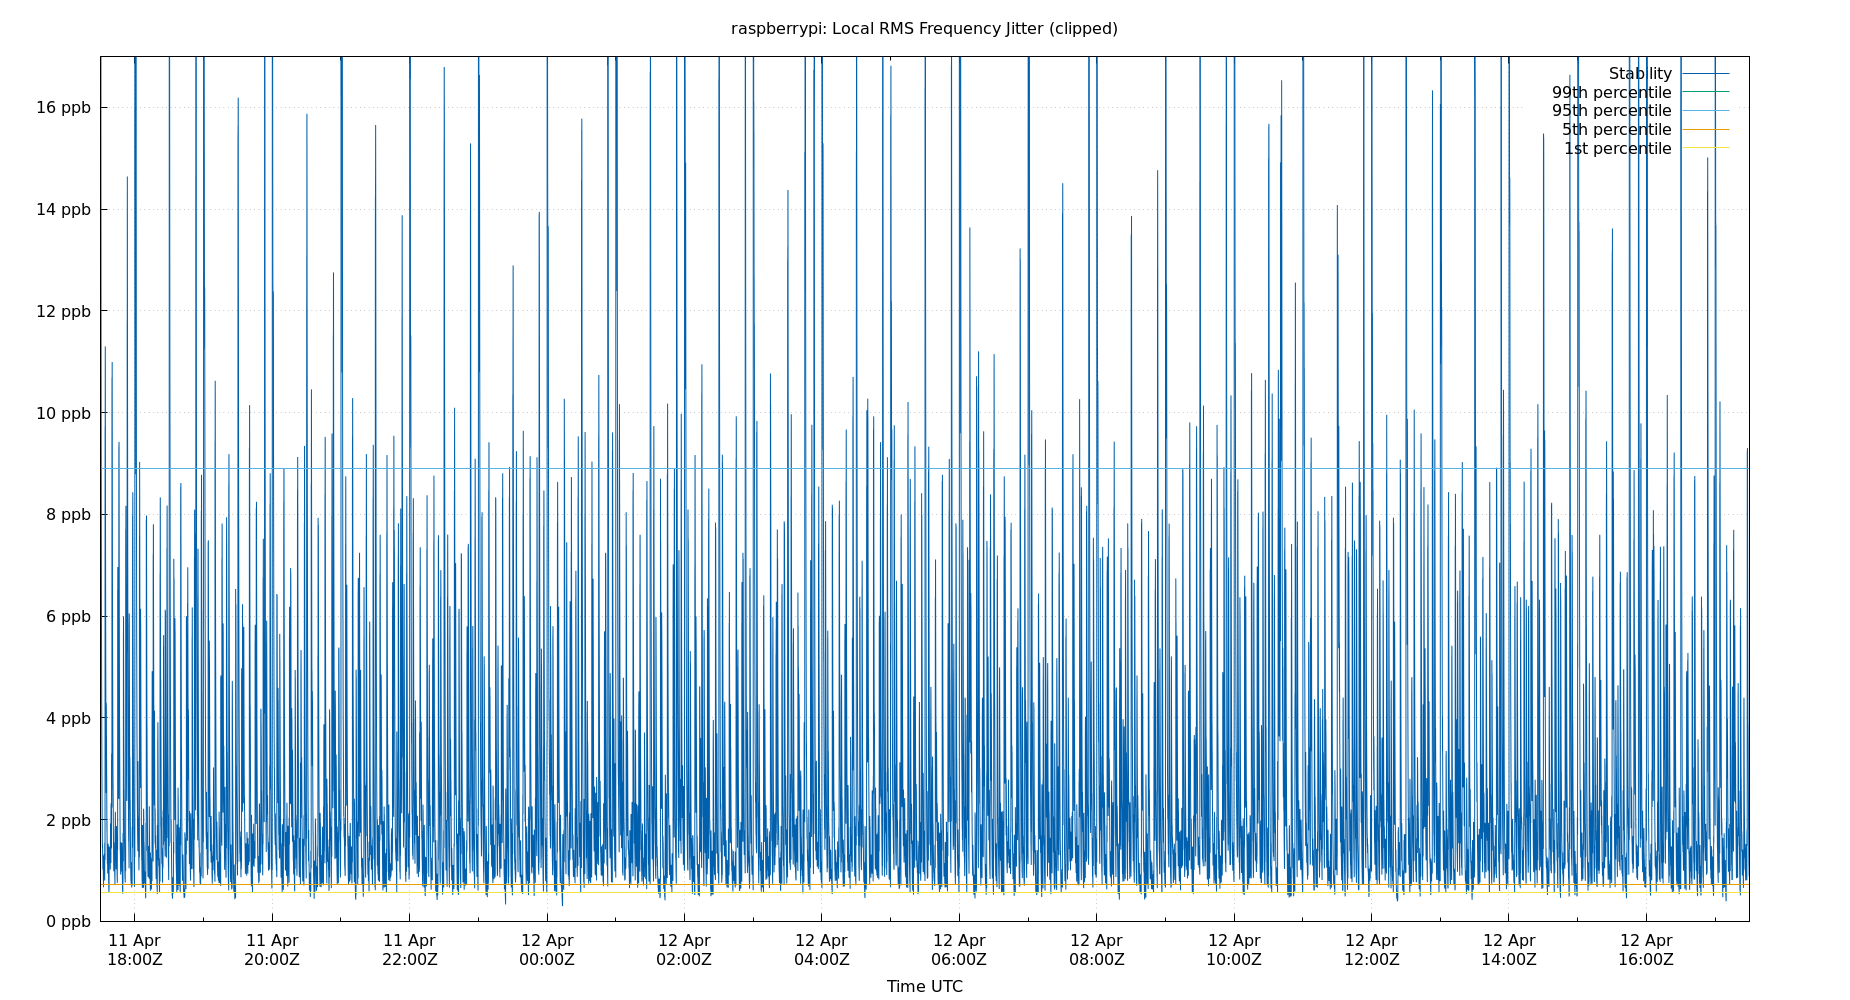 raspberrypi: Local RMS Frequency Jitter (clipped)
Stability
99th percentile
95th percentile
5th percentile
1st percentile
16 ppb
14 ppb
12 ppb
10 ppb
8 ppb
6 ppb
4 ppb
2 ppb
0 ppb
11 Apr 11 Apr 11 Apr 12 Apr 12 Apr 12 Apr 12 Apr 12 Apr 12 Apr 12 Apr 12 Apr 12 Apr
18:00Z 20:00Z 22:00Z 00:00Z 02:00Z 04:00Z 06:00Z 08:00Z 10:00Z 12:00Z 14:00Z 16:00Z
Time UTC